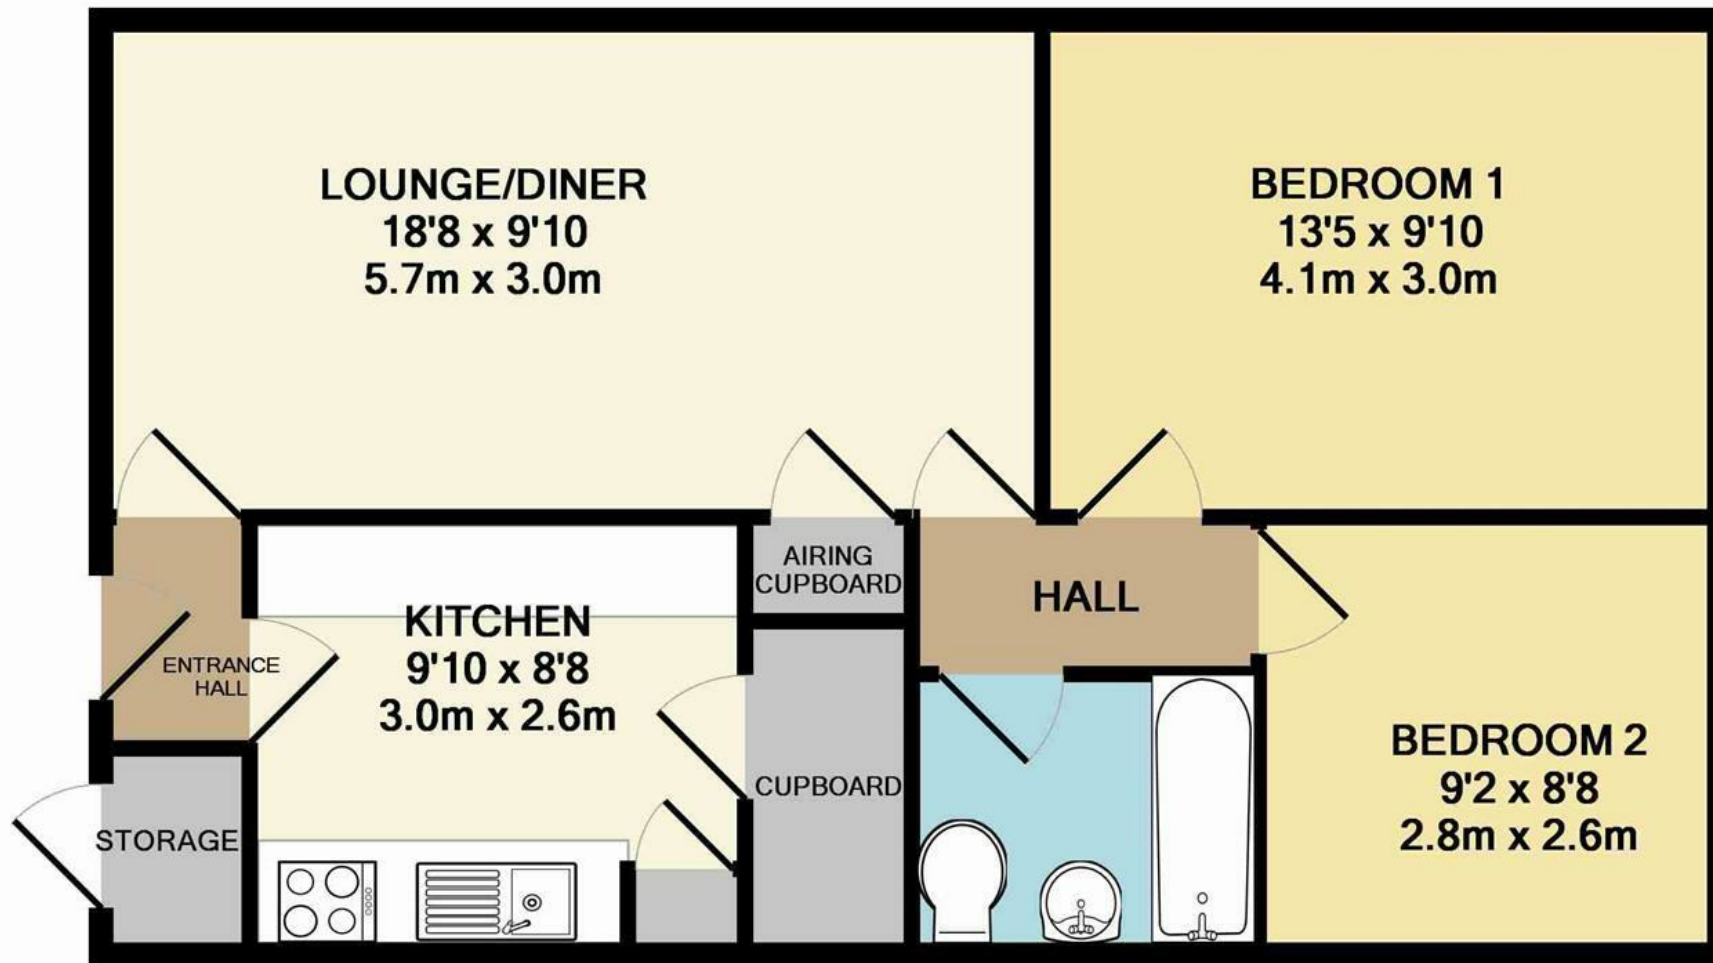 LOUNGE/DINER
18'8 x 9'10
5.7m x 3.0m
BEDROOM 1
13'5 x 9'10
4.1m x 3.0m
AIRING
CUPBOARD
HALL
KITCHEN
9'10 x 8'8
3.0m x 2.6m
ENTRANCE
HALL
CUPBOARD
STORAGE
BEDROOM 2
9'2 x 8'8
2.8m x 2.6m